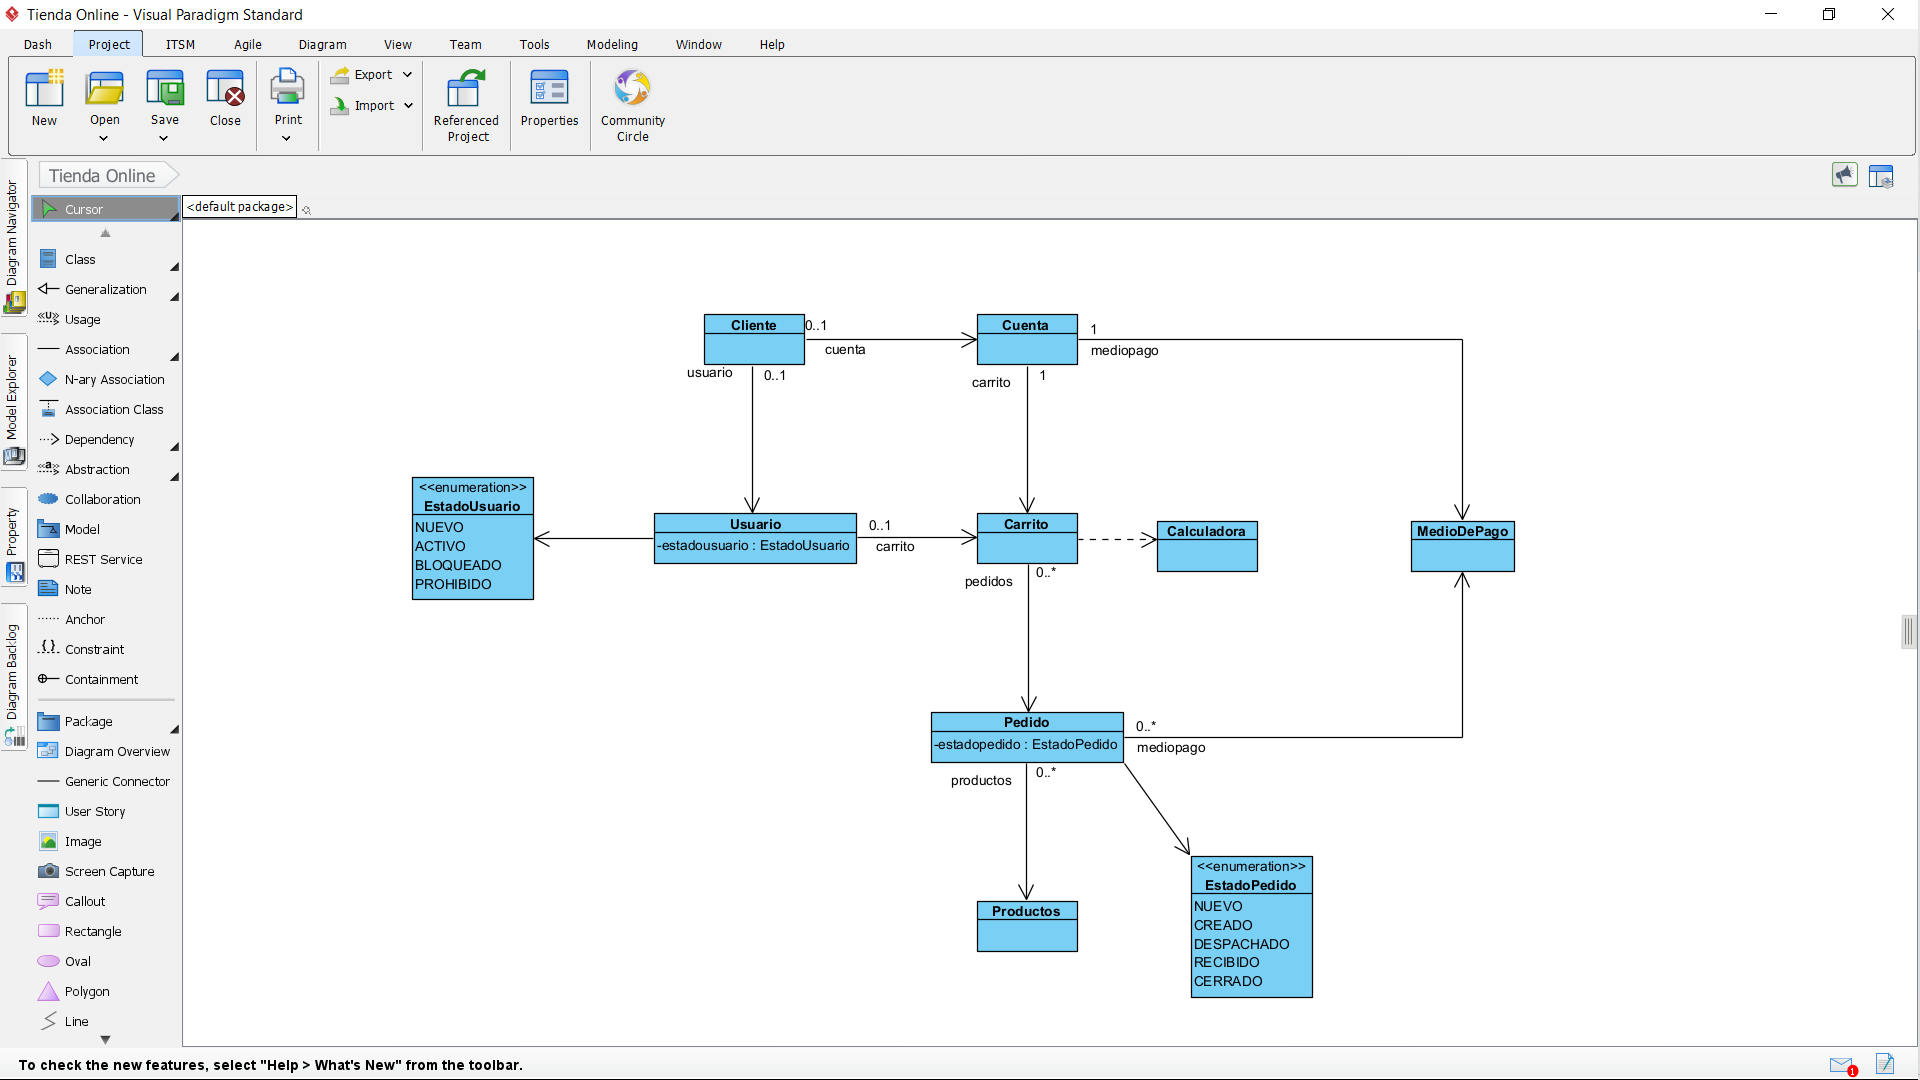 Tienda Online - Visual Paradigm Standard
Dash Project ITSM Agile Diagram View Team Tools Modeling Window Help
New
Open
Save
Close
Print
Export
Import
Referenced Project
Properties
Community Circle
Tienda Online
Diagram Navigator
Model Explorer
Property
Diagram Backlog
Cursor
<default package>
Class
Generalization
<<U>>
Usage
Association
N-ary Association
Association Class
Dependency
<<a>>
Abstraction
Collaboration
Model
REST Service
Note
Anchor
{ }
Constraint
Containment
Package
Diagram Overview
Generic Connector
User Story
Image
Screen Capture
Callout
Rectangle
Oval
Polygon
Line
Cliente
0..1
cuenta
Cuenta
1
mediopago
usuario
0..1
carrito
1
<<enumeration>>
EstadoUsuario
NUEVO
ACTIVO
BLOQUEADO
PROHIBIDO
Usuario
-estadousuario : EstadoUsuario
0..1
carrito
Carrito
Calculadora
MedioDePago
pedidos
0..*
Pedido
-estadopedido : EstadoPedido
0..*
mediopago
productos
0..*
Productos
<<enumeration>>
EstadoPedido
NUEVO
CREADO
DESPACHADO
RECIBIDO
CERRADO
To check the new features, select "Help > What's New" from the toolbar.
1